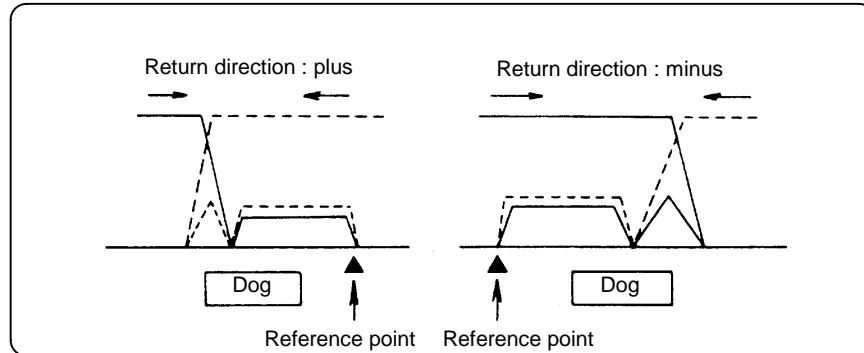 Return direction : plus
Return direction : minus
Dog
Dog
Reference point
Reference point